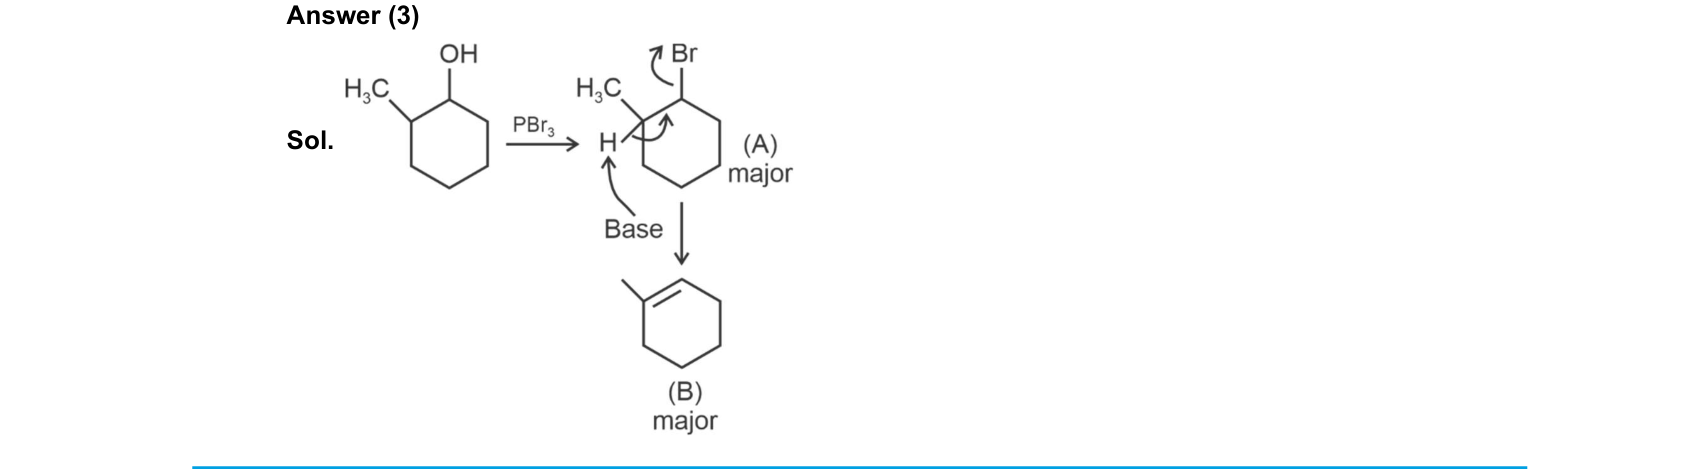 Answer (3)
OH
H₃C
Sol.
PBr₃
Br
H₃C
H
(A)
major
Base
(B)
major